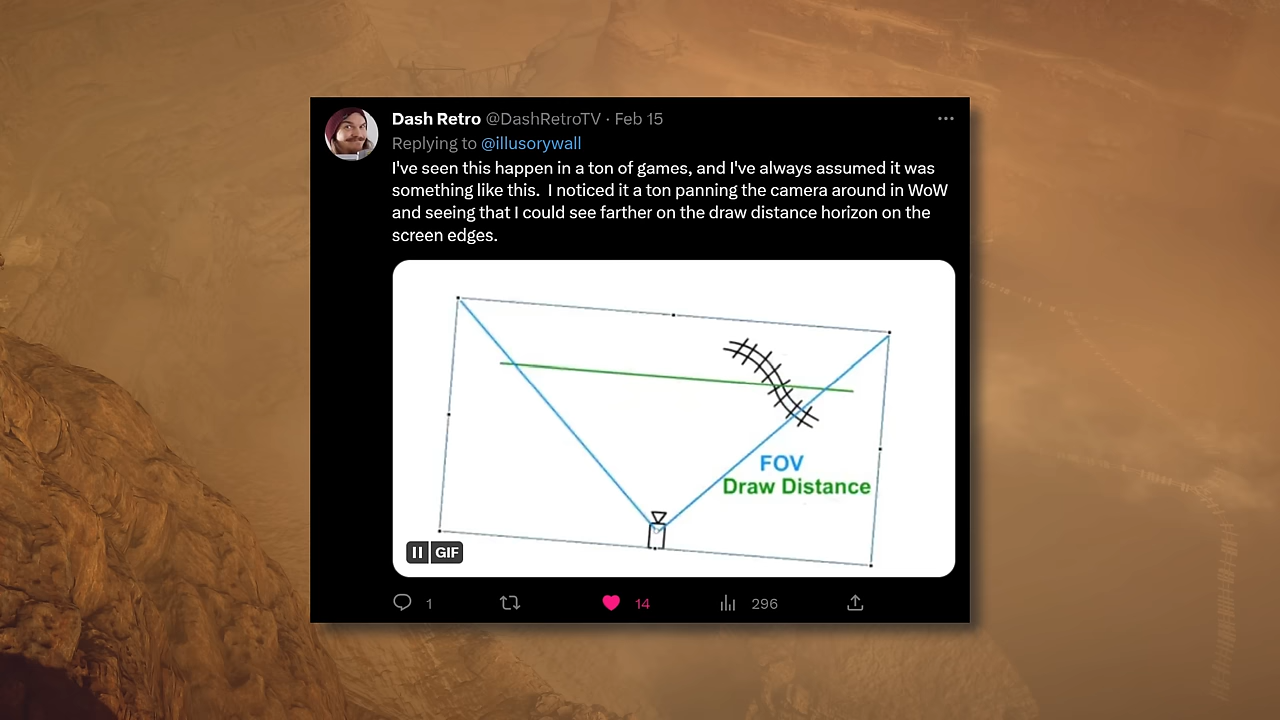 Dash Retro @DashRetroTV · Feb 15
Replying to @illusorywall
I've seen this happen in a ton of games, and I've always assumed it was
something like this.  I noticed it a ton panning the camera around in WoW
and seeing that I could see farther on the draw distance horizon on the
screen edges.
FOV
Draw Distance
GIF
1
14
296